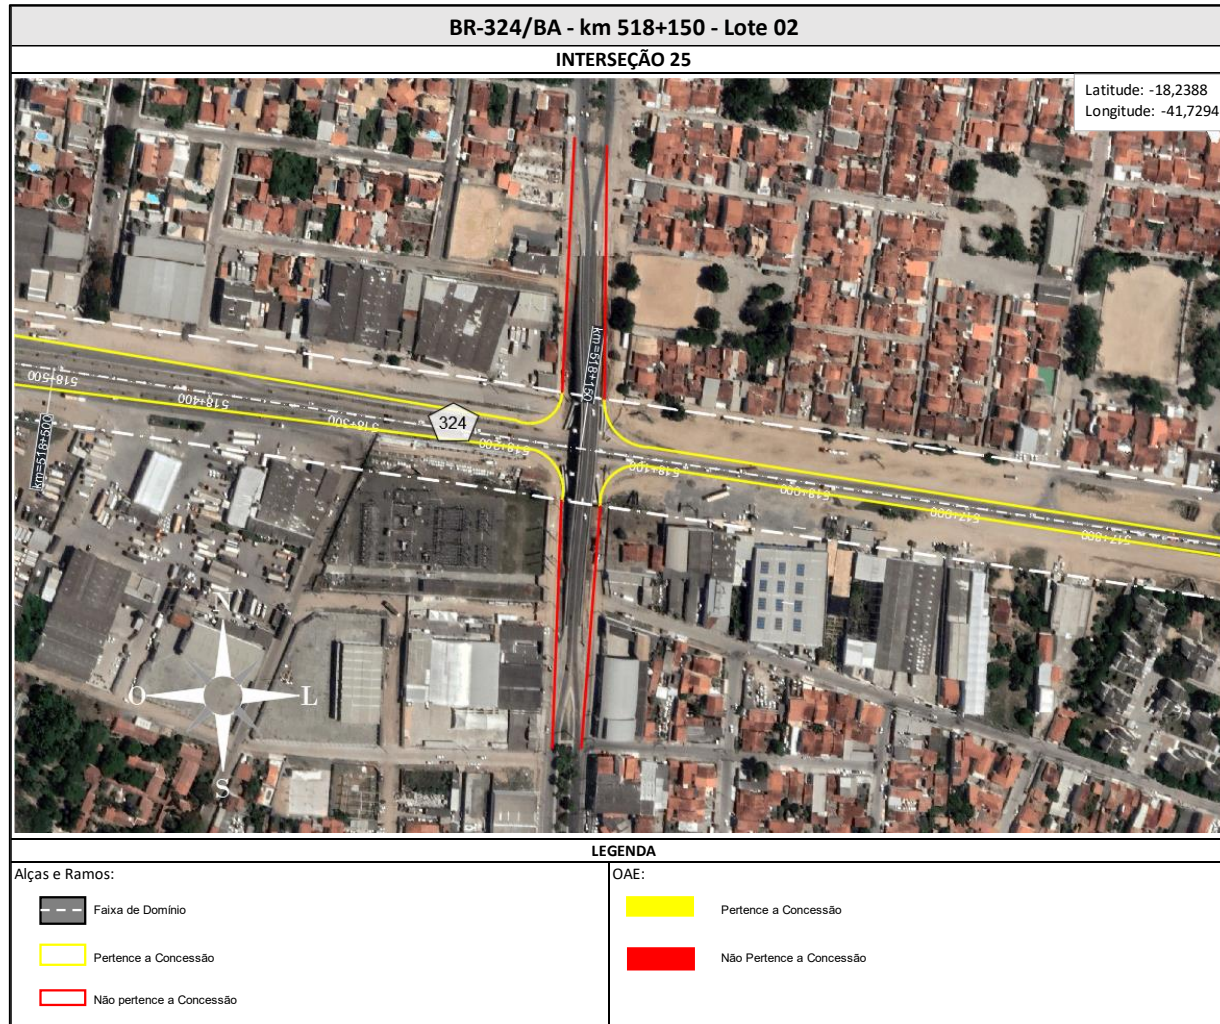 BR-324/BA - km 518+150 - Lote 02
INTERSEÇÃO 25
Latitude: -18,2388
Longitude: -41,7294
km=518+150
518+500
518+400
518+300
324
518+200
518+100
518+000
517+900
517+800
km=518+500
N
O
L
S
LEGENDA
Alças e Ramos:
Faixa de Domínio
Pertence a Concessão
Não pertence a Concessão
OAE:
Pertence a Concessão
Não Pertence a Concessão